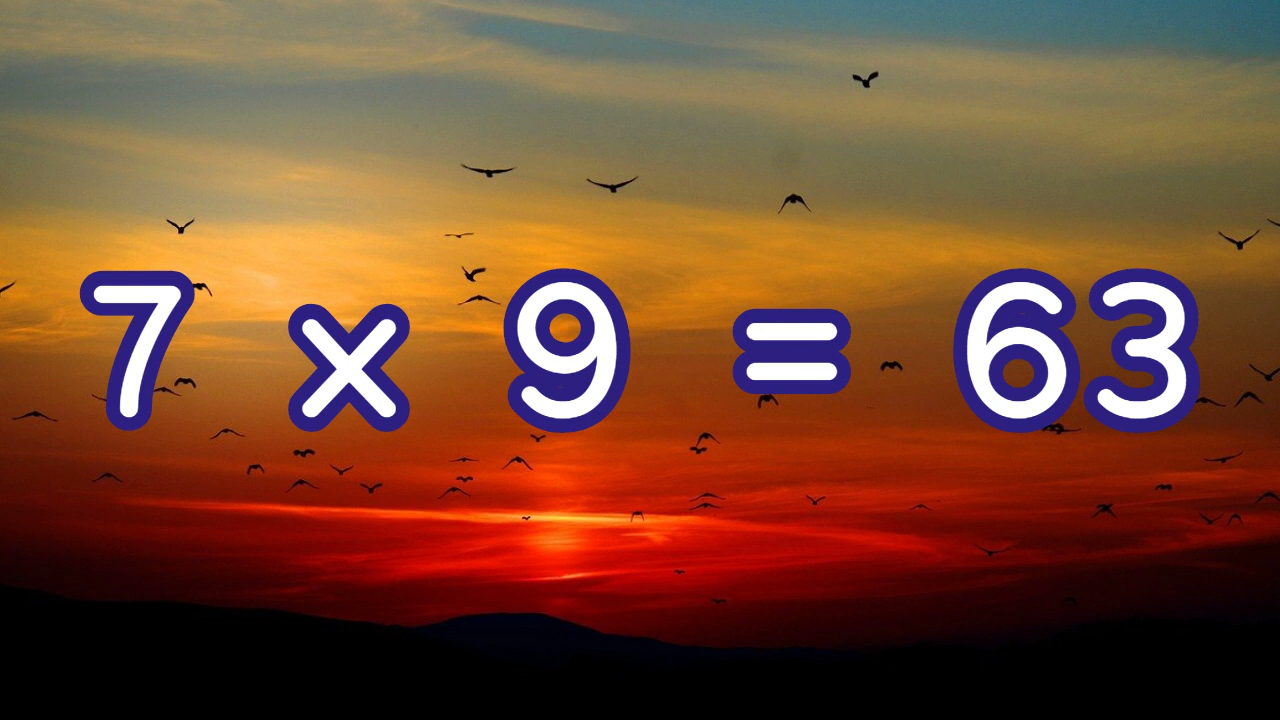 7 x 9 = 63